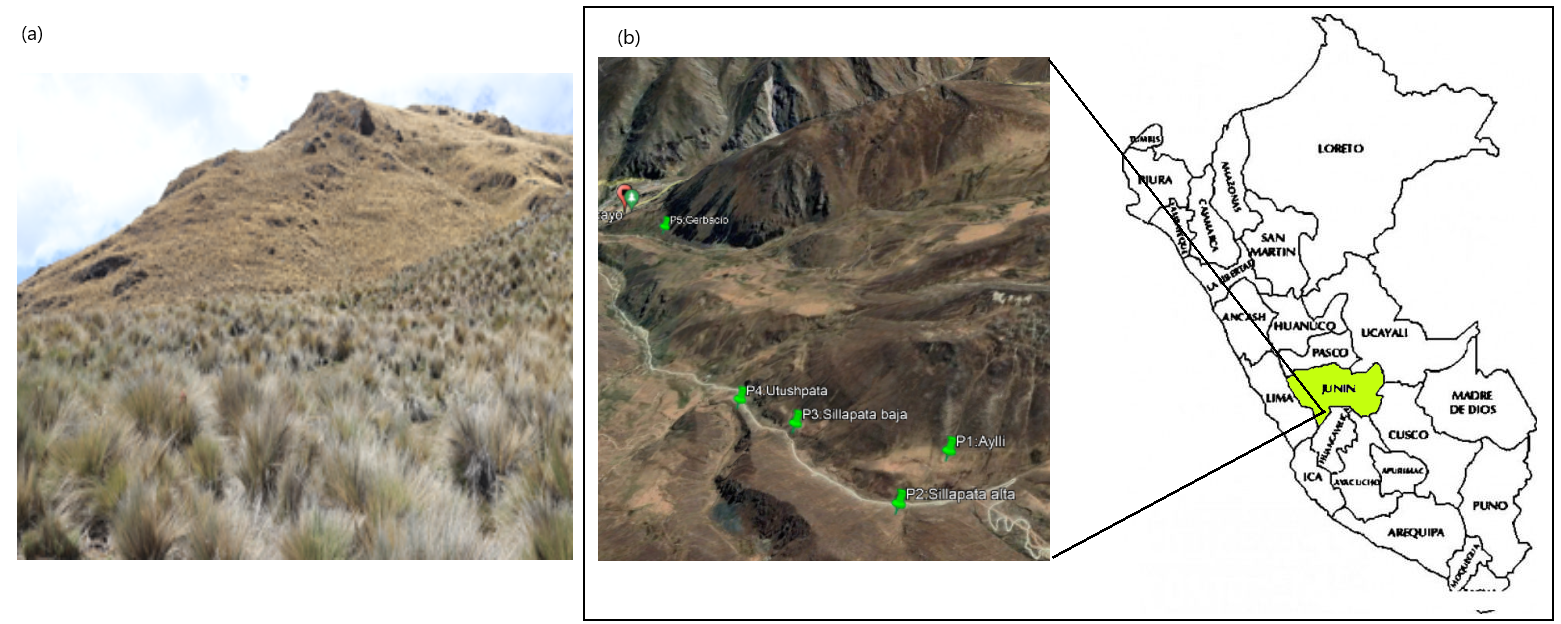 (a)
(b)
ayo
P5:Gerbacio
P4:Utushpata
P3:Sillapata baja
P1:Aylli
P2:Sillapata alta
TUMBES
PIURA
LORETO
AMAZONAS
CAJAMARCA
LAMBAYEQUE
SAN
MARTIN
LA LIBERTAD
ANCASH
HUANUCO
UCAYALI
PASCO
LIMA
JUNIN
MADRE
DE DIOS
HUANCAVELICA
CUSCO
ICA
AYACUCHO
APURIMAC
PUNO
AREQUIPA
MOQUEGUA